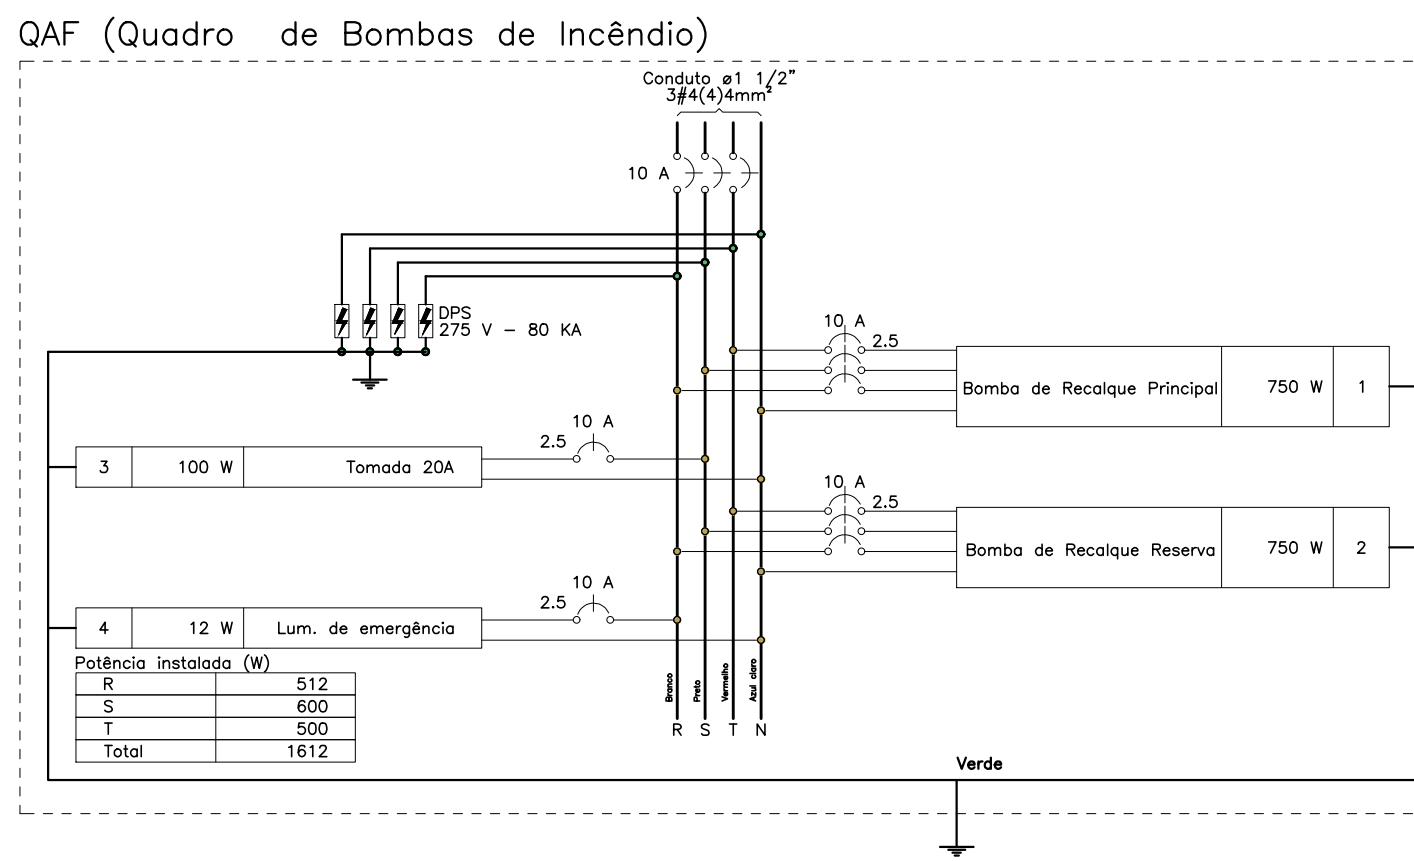 QAF (Quadro de Bombas de Incêndio)
Conduto ø1 1/2"
3#4(4)4mm²
10 A
DPS
275 V - 80 KA
10 A
2.5
Bomba de Recalque Principal 750 W 1
10 A
2.5
3 100 W Tomada 20A
10 A
2.5
Bomba de Recalque Reserva 750 W 2
10 A
2.5
4 12 W Lum. de emergência
Potência instalada (W)
R 512
S 600
T 500
Total 1612
Branco
Preto
Vermelho
Azul claro
R S T N
Verde